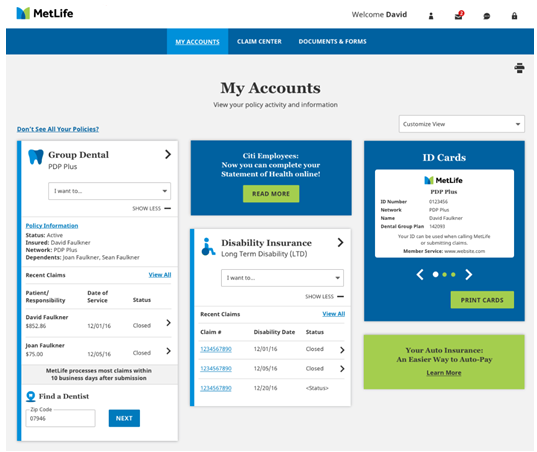 MetLife
Welcome David
2
MY ACCOUNTS
CLAIM CENTER
DOCUMENTS & FORMS
My Accounts
View your policy activity and information
Don't See All Your Policies?
Customize View
Group Dental
PDP Plus
I want to...
SHOW LESS
Policy Information
Status: Active
Insured: David Faulkner
Network: PDP Plus
Dependents: Joan Faulkner, Sean Faulkner
Recent Claims View All
Patient/ Date of
Responsibility Service Status
David Faulkner
$852.86 12/01/16 Closed
Joan Faulkner
$75.00 12/05/16 Closed
MetLife processes most claims within
10 business days after submission
Find a Dentist
Zip Code
07946
NEXT
Citi Employees:
Now you can complete your
Statement of Health online!
READ MORE
Disability Insurance
Long Term Disability (LTD)
I want to...
SHOW LESS
Recent Claims View All
Claim # Disability Date Status
1234567890 12/01/16 Closed
1234567890 12/05/16 Closed
1234567890 12/20/16 <Status>
ID Cards
MetLife
PDP Plus
ID Number 0123456
Network PDP Plus
Name David Faulkner
Dental Group Plan 142093
Your ID can be used when calling MetLife
or submitting claims.
Member Service: www.website.com
PRINT CARDS
Your Auto Insurance:
An Easier Way to Auto-Pay
Learn More